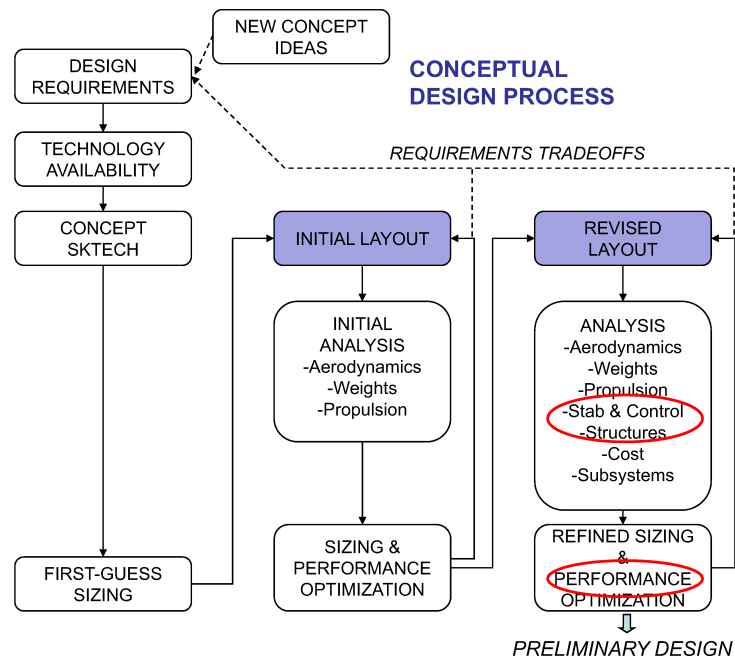 NEW CONCEPT
IDEAS
DESIGN
REQUIREMENTS
CONCEPTUAL
DESIGN PROCESS
TECHNOLOGY
AVAILABILITY
REQUIREMENTS TRADEOFFS
CONCEPT
SKTECH
INITIAL LAYOUT
REVISED
LAYOUT
INITIAL
ANALYSIS
-Aerodynamics
-Weights
-Propulsion
ANALYSIS
-Aerodynamics
-Weights
-Propulsion
-Stab & Control
-Structures
-Cost
-Subsystems
FIRST-GUESS
SIZING
SIZING &
PERFORMANCE
OPTIMIZATION
REFINED SIZING
&
PERFORMANCE
OPTIMIZATION
PRELIMINARY DESIGN